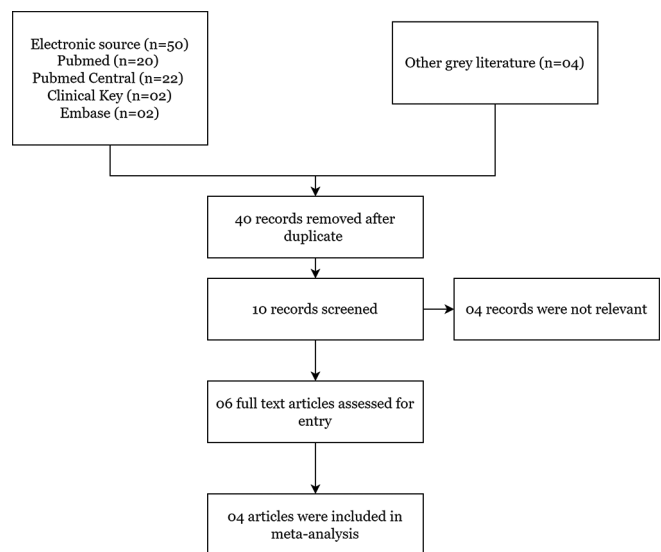 Electronic source (n=50)
Pubmed (n=20)
Pubmed Central (n=22)
Clinical Key (n=02)
Embase (n=02)
Other grey literature (n=04)
40 records removed after
duplicate
10 records screened
04 records were not relevant
06 full text articles assessed for
entry
04 articles were included in
meta-analysis